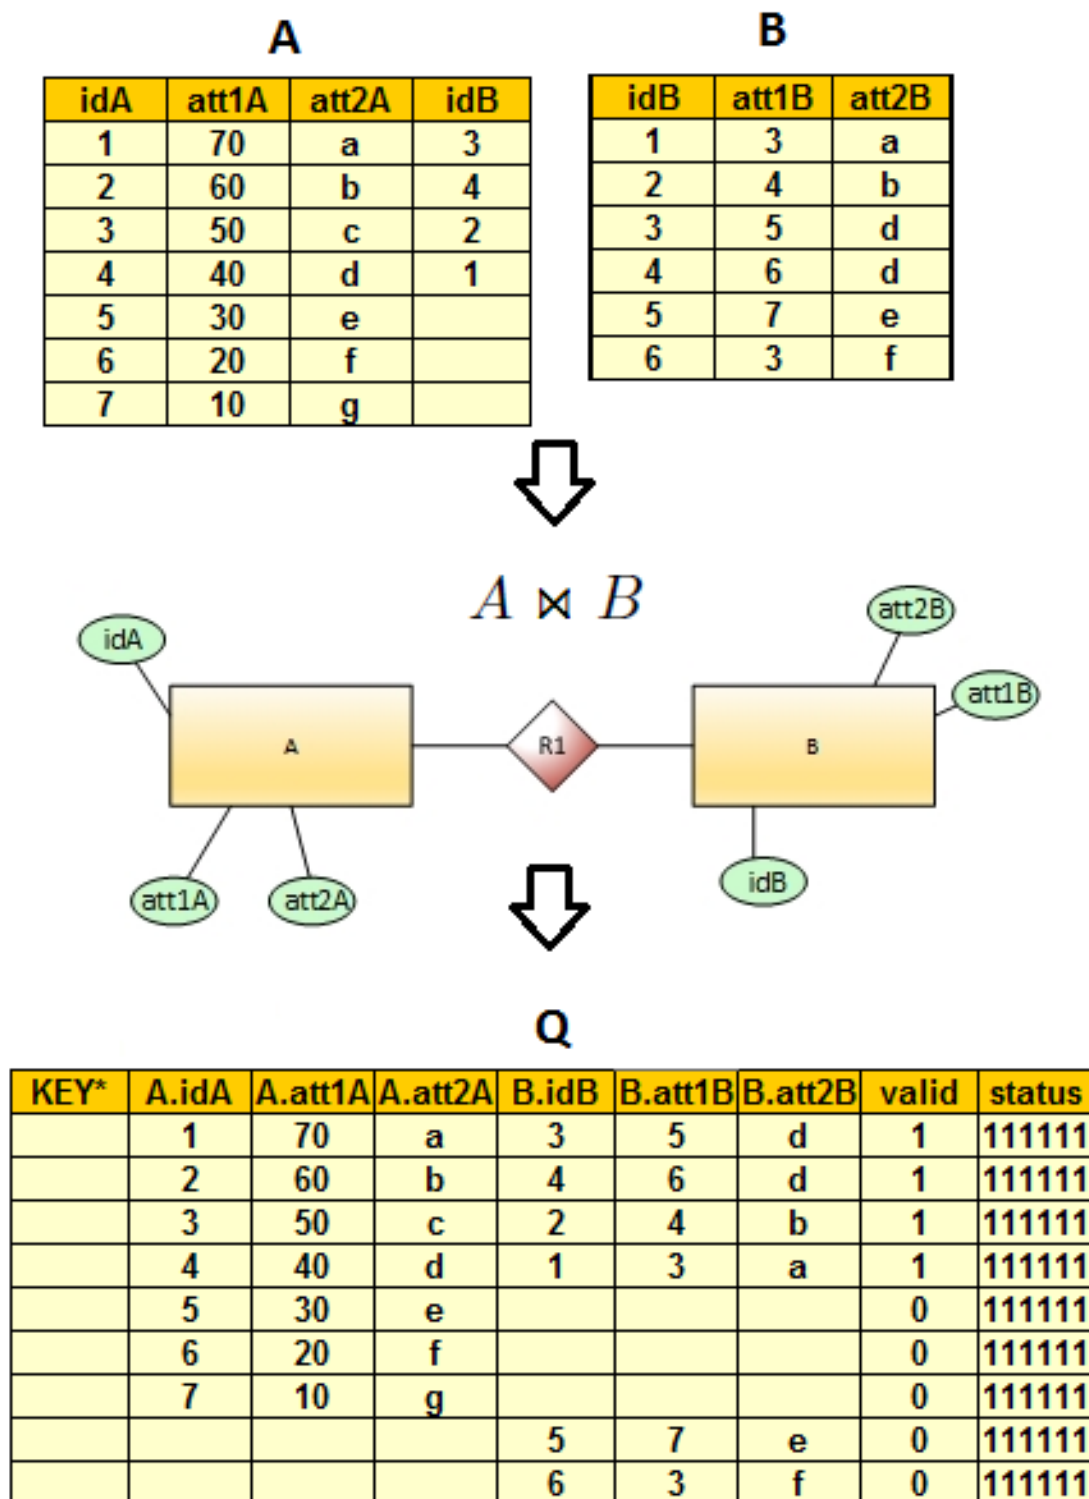 A
B
idA att1A att2A idB
1 70 a 3
2 60 b 4
3 50 c 2
4 40 d 1
5 30 e
6 20 f
7 10 g
idB att1B att2B
1 3 a
2 4 b
3 5 d
4 6 d
5 7 e
6 3 f
A ⋈ B
idA
att2B
att1B
A
R1
B
att1A
att2A
idB
Q
KEY* A.idA A.att1A A.att2A B.idB B.att1B B.att2B valid status
1 70 a 3 5 d 1 111111
2 60 b 4 6 d 1 111111
3 50 c 2 4 b 1 111111
4 40 d 1 3 a 1 111111
5 30 e 0 111111
6 20 f 0 111111
7 10 g 0 111111
5 7 e 0 111111
6 3 f 0 111111